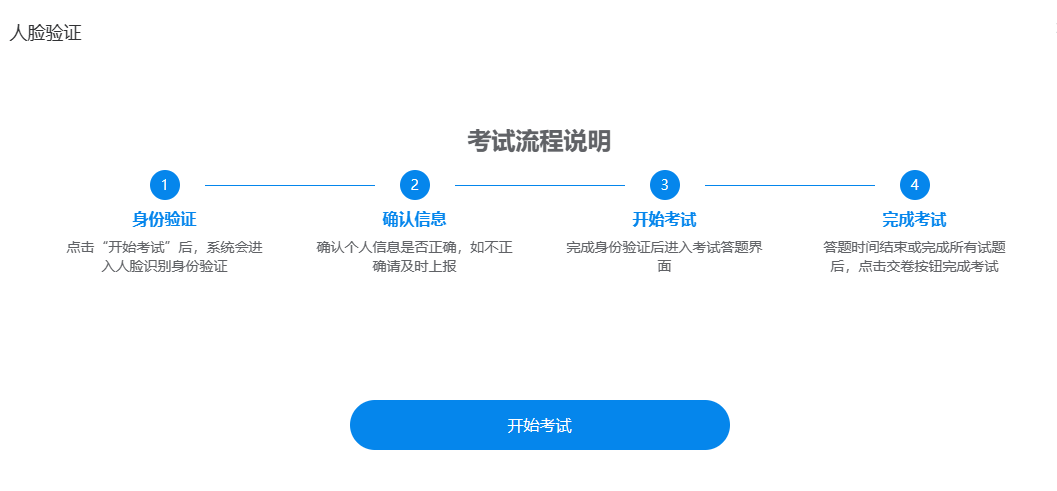 人脸验证
考试流程说明
1
2
3
4
身份验证
确认信息
开始考试
完成考试
点击“开始考试”后，系统会进
入人脸识别身份验证
确认个人信息是否正确，如不正
确请及时上报
完成身份验证后进入考试答题界
面
答题时间结束或完成所有试题
后，点击交卷按钮完成考试
开始考试